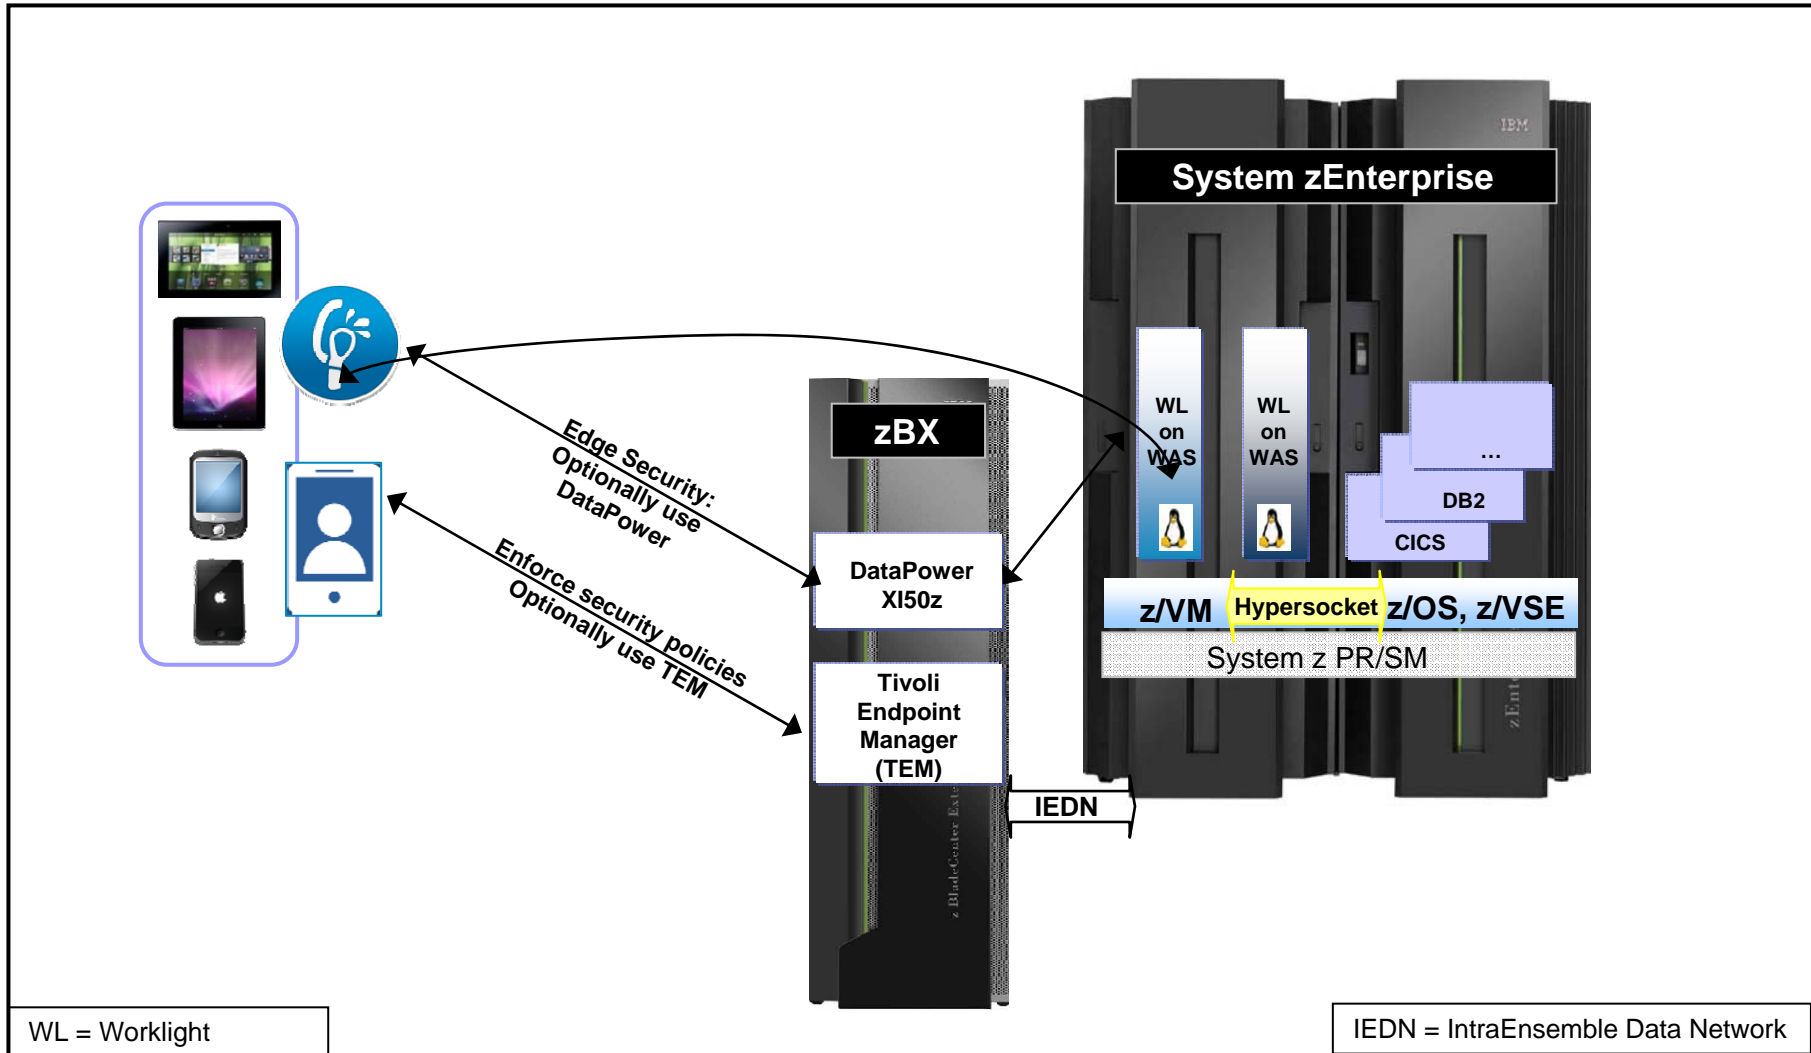 IBM
System zEnterprise
zBX
WL
on
WAS
WL
on
WAS
...
DB2
CICS
Edge Security:
Optionally use
DataPower
Enforce security policies
Optionally use TEM
DataPower
XI50z
Tivoli
Endpoint
Manager
(TEM)
z/VM
Hypersocket
z/OS, z/VSE
System z PR/SM
IEDN
WL = Worklight
IEDN = IntraEnsemble Data Network